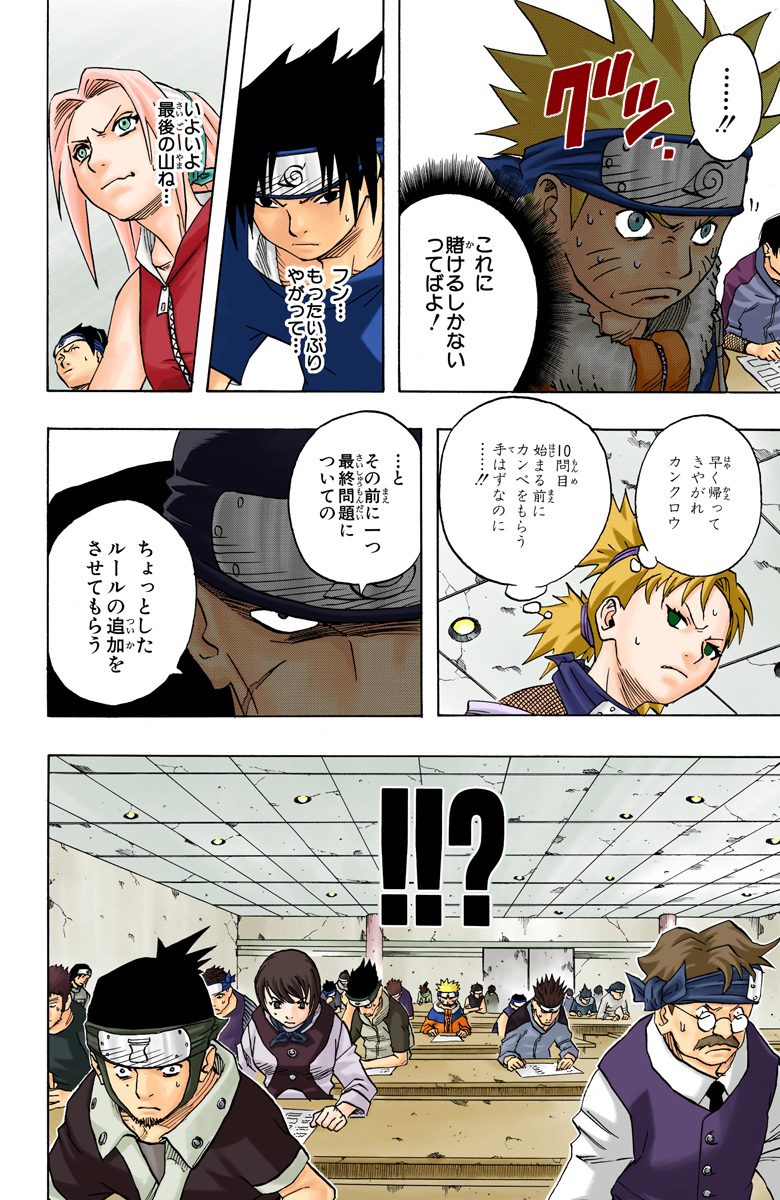 ……!!
グッ…
これに
賭けるしかない
ってばよ!
フン…
もったいぶり
やがって…
いよいよ
最後の山ね…
早く帰って
きやがれ
カンクロウ
10問目
始まる前に
カンペをもらう
手はずなのに
……!!
…と
その前に一つ
最終問題に
ついての
ちょっとした
ルールの追加を
させてもらう
!!?